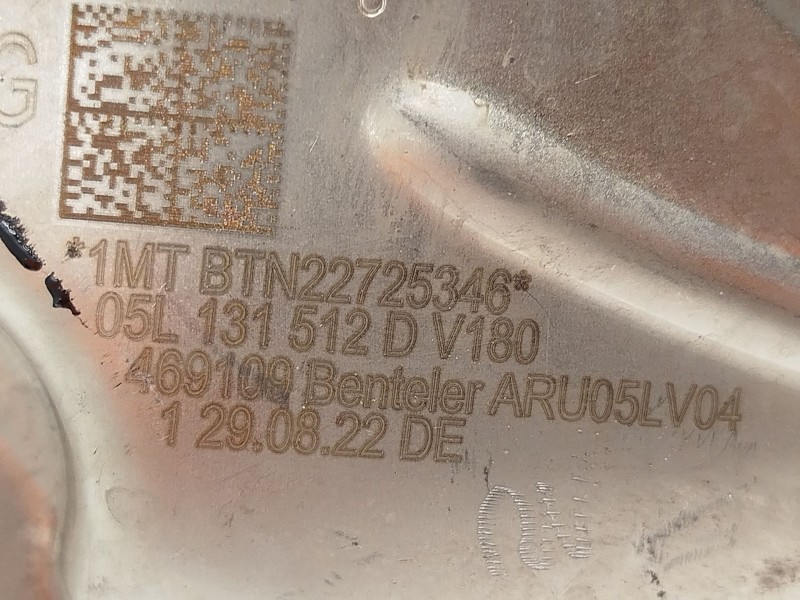 G
*1MT BTN22725346*
05L 131 512 D V180
469109 Benteler ARU05LV04
1 29.08.22 DE